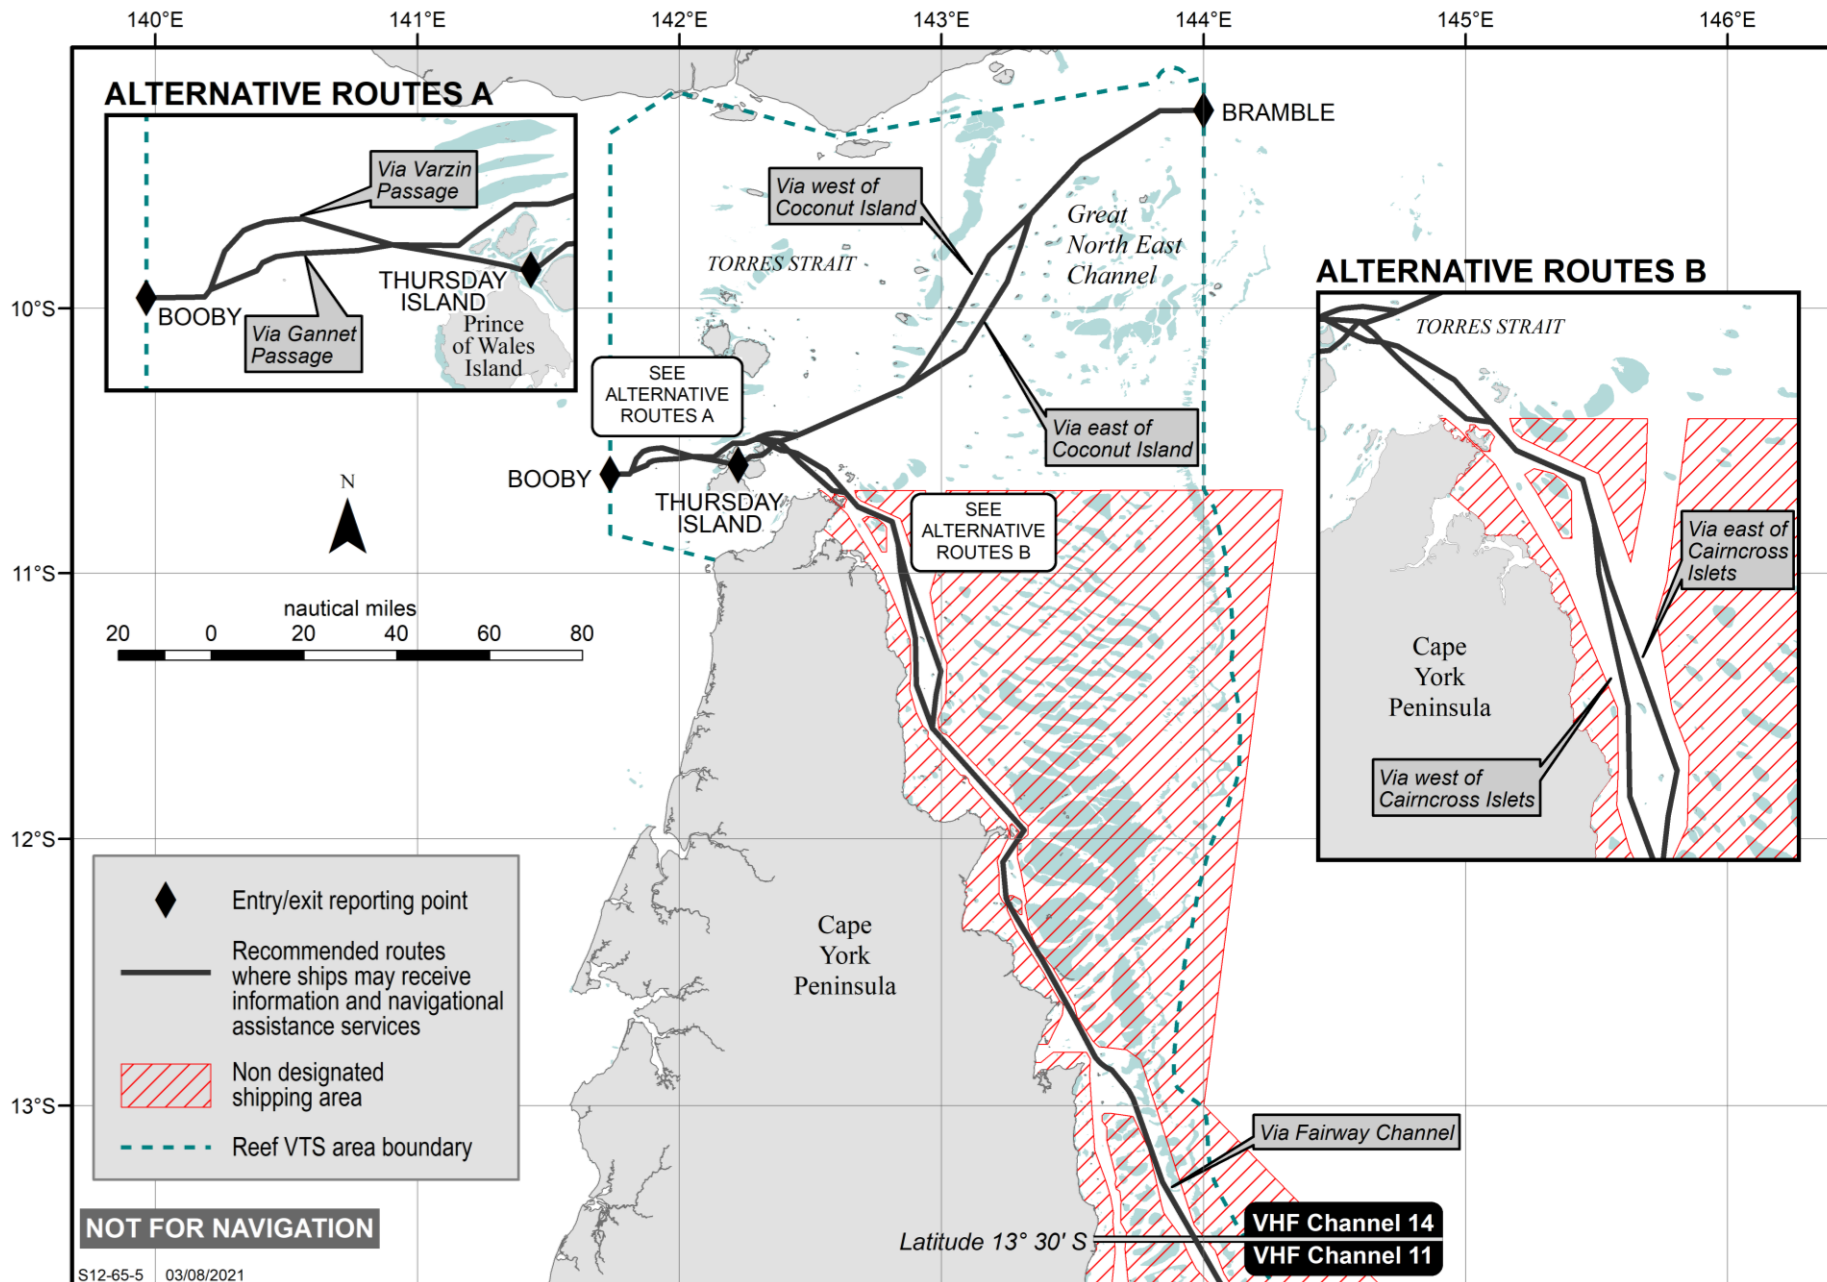 140°E
141°E
142°E
143°E
144°E
145°E
146°E
ALTERNATIVE ROUTES A
Via Varzin
Passage
THURSDAY
ISLAND
BOOBY
Via Gannet
Passage
Prince
of Wales
Island
BRAMBLE
Via west of
Coconut Island
Great
North East
Channel
TORRES STRAIT
10°S
SEE
ALTERNATIVE
ROUTES A
Via east of
Coconut Island
BOOBY
THURSDAY
ISLAND
SEE
ALTERNATIVE
ROUTES B
ALTERNATIVE ROUTES B
TORRES STRAIT
Via east of
Cairncross
Islets
Cape
York
Peninsula
Via west of
Cairncross Islets
N
11°S
nautical miles
20 0 20 40 60 80
12°S
Cape
York
Peninsula
Entry/exit reporting point
Recommended routes
where ships may receive
information and navigational
assistance services
Non designated
shipping area
Reef VTS area boundary
13°S
Via Fairway Channel
Latitude 13° 30' S
VHF Channel 14
VHF Channel 11
NOT FOR NAVIGATION
S12-65-5 03/08/2021